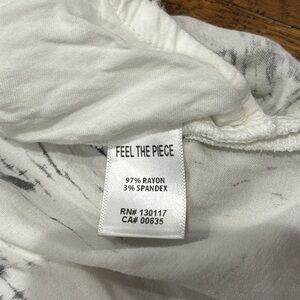 FEEL THE PIECE
97% RAYON
3% SPANDEX
RN# 130117
CA# 00635